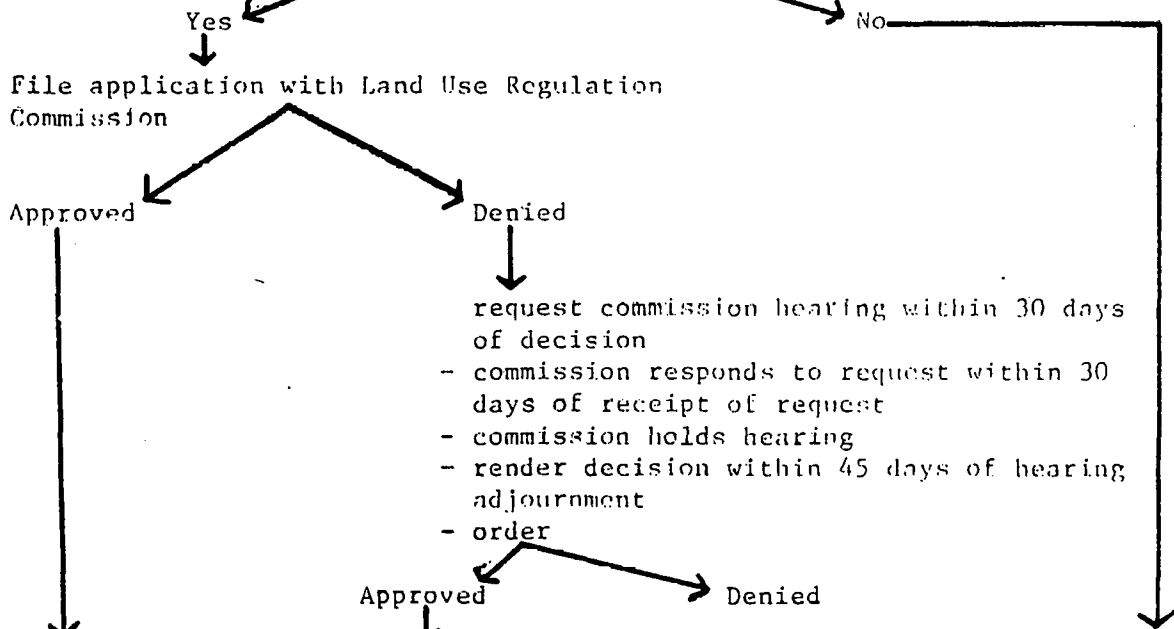 Yes No
File application with Land Use Regulation
Commission
Approved Denied
request commission hearing within 30 days
of decision
- commission responds to request within 30
days of receipt of request
- commission holds hearing
- render decision within 45 days of hearing
adjournment
- order
Approved Denied